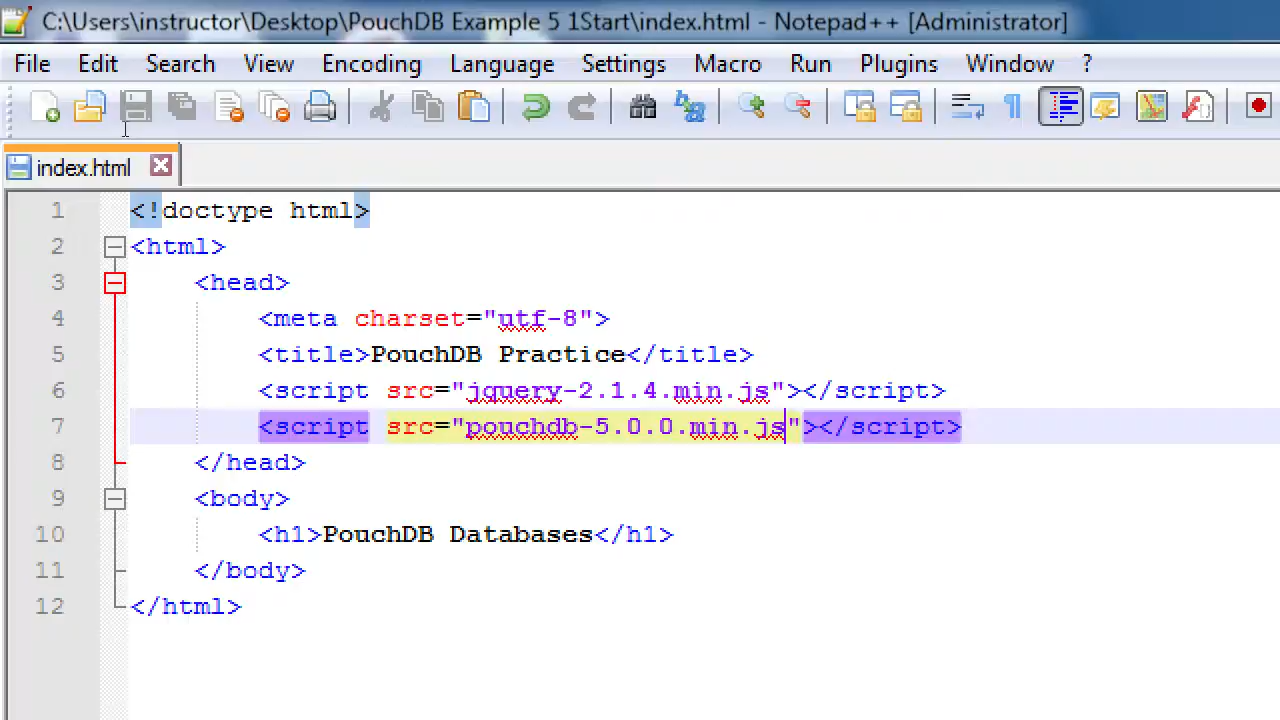 C:\Users\instructor\Desktop\PouchDB Example 5 1Start\index.html - Notepad++ [Administrator]
File Edit Search View Encoding Language Settings Macro Run Plugins Window ?
index.html
1 <!doctype html>
2 <html>
3 <head>
4 <meta charset="utf-8">
5 <title>PouchDB Practice</title>
6 <script src="jquery-2.1.4.min.js"></script>
7 <script src="pouchdb-5.0.0.min.js"></script>
8 </head>
9 <body>
10 <h1>PouchDB Databases</h1>
11 </body>
12 </html>